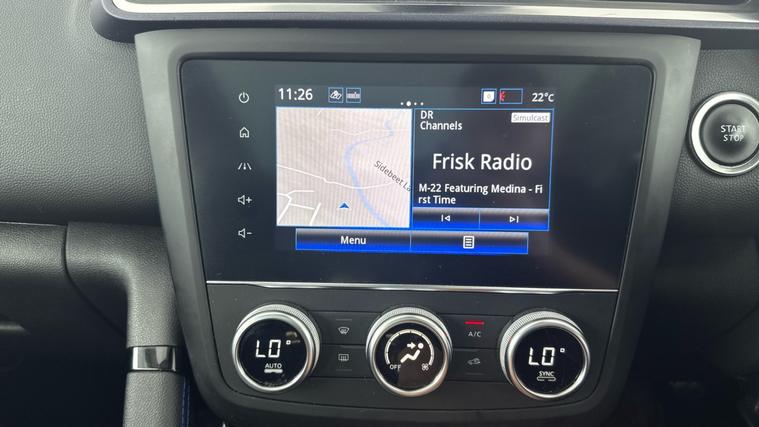 11:26
22°C
DR
Channels
Simulcast
Frisk Radio
M-22 Featuring Medina - Fi
rst Time
Sidebeet La
Menu
START
STOP
LO°
AUTO
OFF
A/C
LO°
SYNC